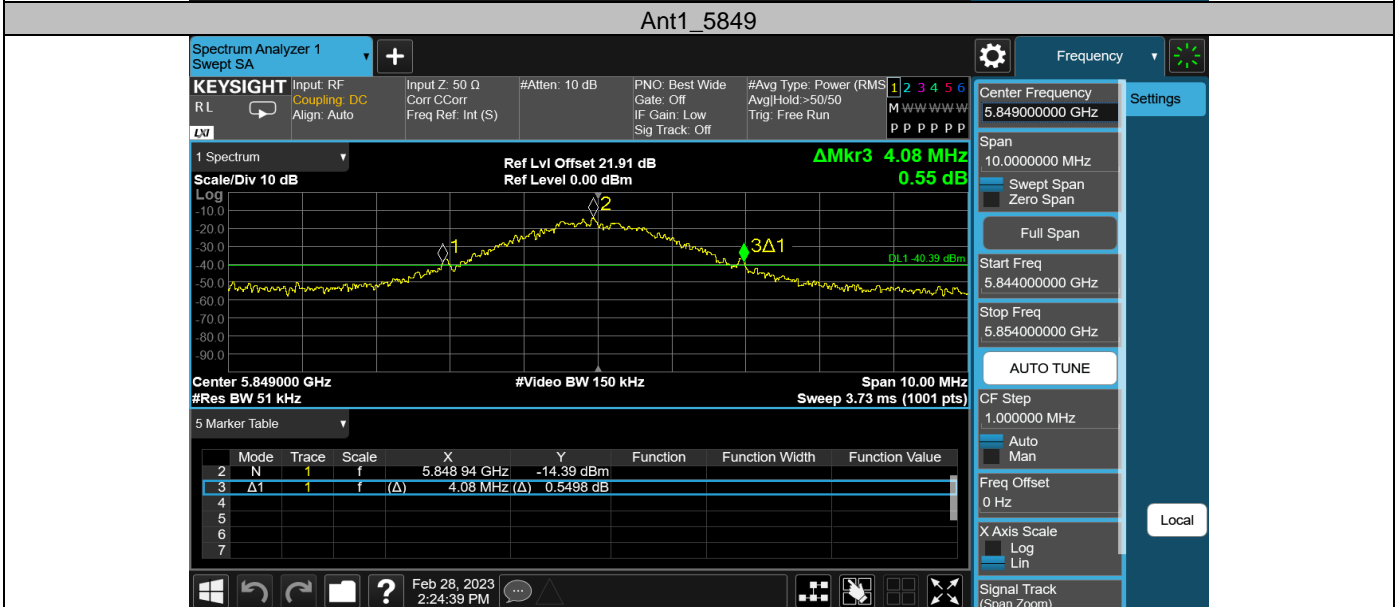 Ant1_5849
Spectrum Analyzer 1
Swept SA
+
Frequency
KEYSIGHT
R L
LXI
Input: RF
Coupling: DC
Align: Auto
Input Z: 50 Ω
Corr CCorr
Freq Ref: Int (S)
#Atten: 10 dB
PNO: Best Wide
Gate: Off
IF Gain: Low
Sig Track: Off
#Avg Type: Power (RMS
Avg|Hold:>50/50
Trig: Free Run
1 2 3 4 5 6
M W W W W W
P P P P P P
1 Spectrum
Scale/Div 10 dB
Ref Lvl Offset 21.91 dB
Ref Level 0.00 dBm
ΔMkr3 4.08 MHz
0.55 dB
Log
-10.0
-20.0
-30.0
-40.0
-50.0
-60.0
-70.0
-80.0
-90.0
1
2
3Δ1
DL1 -40.39 dBm
Center 5.849000 GHz
#Video BW 150 kHz
Span 10.00 MHz
#Res BW 51 kHz
Sweep 3.73 ms (1001 pts)
5 Marker Table
Mode Trace Scale X Y Function Function Width Function Value
2 N 1 f 5.848 94 GHz -14.39 dBm
3 Δ1 1 f (Δ) 4.08 MHz (Δ) 0.5498 dB
4
5
6
7
?
Feb 28, 2023
2:24:39 PM
Center Frequency
5.849000000 GHz
Settings
Span
10.0000000 MHz
Swept Span
Zero Span
Full Span
Start Freq
5.844000000 GHz
Stop Freq
5.854000000 GHz
AUTO TUNE
CF Step
1.000000 MHz
Auto
Man
Freq Offset
0 Hz
X Axis Scale
Log
Lin
Local
Signal Track
(Span Zoom)